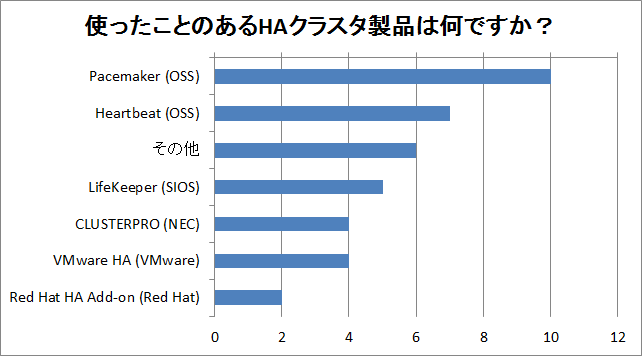 使ったことのあるHAクラスタ製品は何ですか？
Pacemaker (OSS)
Heartbeat (OSS)
その他
LifeKeeper (SIOS)
CLUSTERPRO (NEC)
VMware HA (VMware)
Red Hat HA Add-on (Red Hat)
0 2 4 6 8 10 12